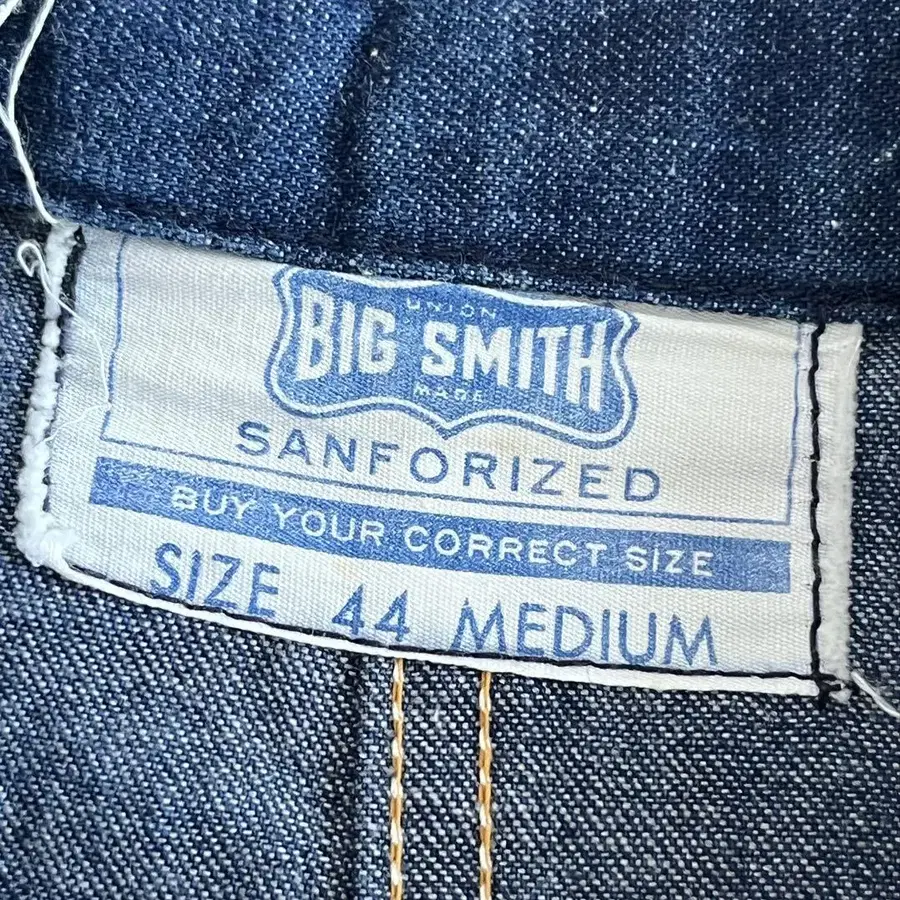 UNION
BIG SMITH
MADE
SANFORIZED
BUY YOUR CORRECT SIZE
SIZE 44 MEDIUM